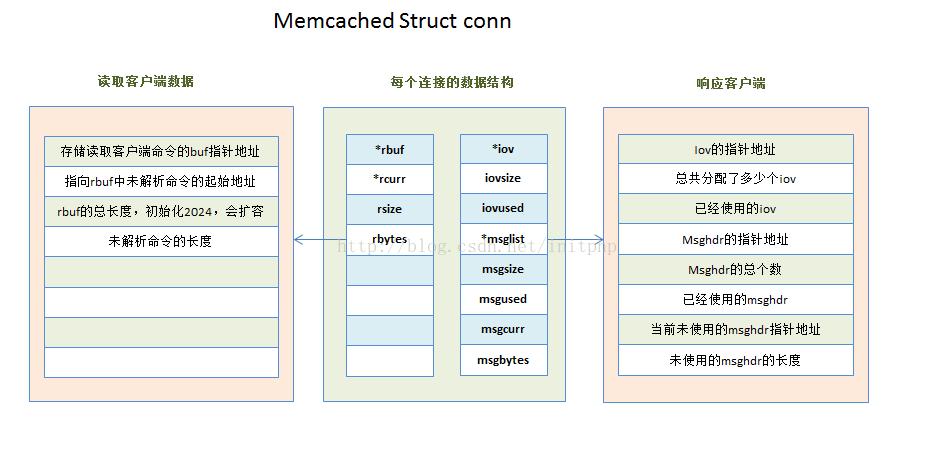 Memcached Struct conn
读取客户端数据
每个连接的数据结构
响应客户端
存储读取客户端命令的buf指针地址
指向rbuf中未解析命令的起始地址
rbuf的总长度，初始化2024，会扩容
未解析命令的长度
*rbuf
*rcurr
rsize
rbytes
*iov
iovsize
iovused
*msglist
msgsize
msgused
msgcurr
msgbytes
Iov的指针地址
总共分配了多少个iov
已经使用的iov
Msghdr的指针地址
Msghdr的总个数
已经使用的msghdr
当前未使用的msghdr指针地址
未使用的msghdr的长度
http://blog.csdn.net/initphp